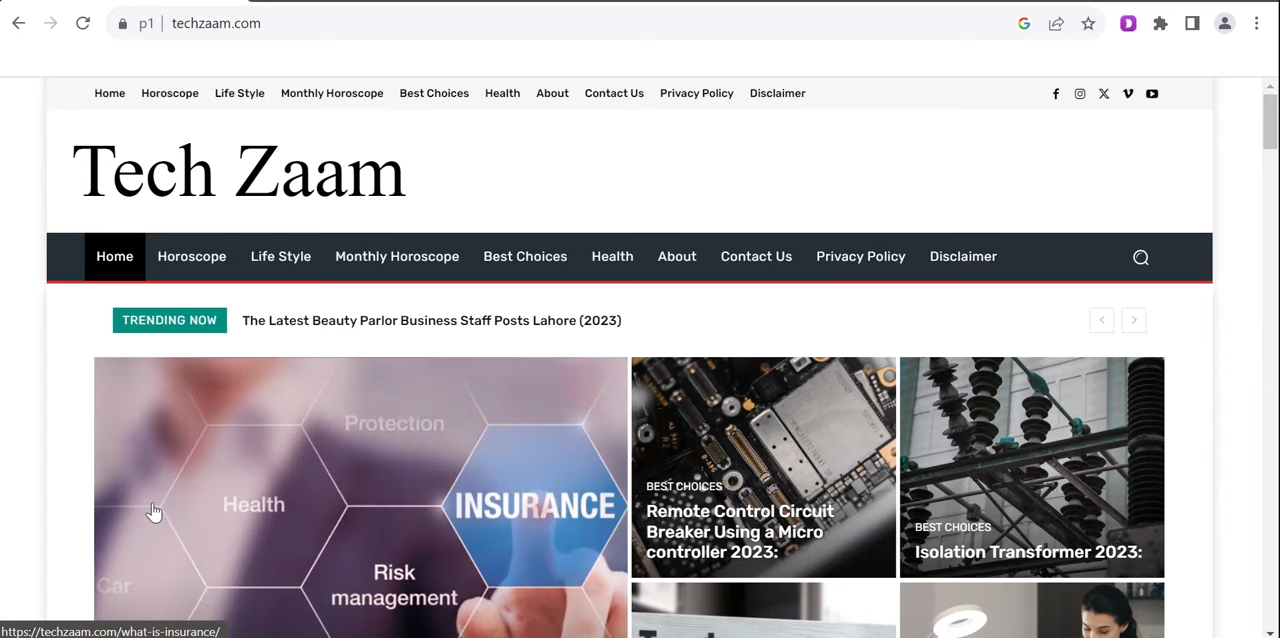 p1 | techzaam.com
Home Horoscope Life Style Monthly Horoscope Best Choices Health About Contact Us Privacy Policy Disclaimer
Tech Zaam
Home Horoscope Life Style Monthly Horoscope Best Choices Health About Contact Us Privacy Policy Disclaimer
TRENDING NOW The Latest Beauty Parlor Business Staff Posts Lahore (2023)
Protection
Health
INSURANCE
Car
Risk
management
BEST CHOICES
Remote Control Circuit
Breaker Using a Micro
controller 2023:
BEST CHOICES
Isolation Transformer 2023:
https://techzaam.com/what-is-insurance/